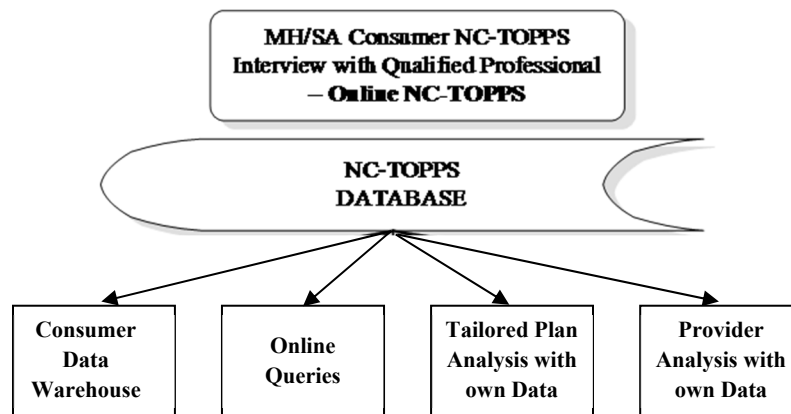 MH/SA Consumer NC-TOPPS
Interview with Qualified Professional
– Online NC-TOPPS
NC-TOPPS
DATABASE
Consumer
Data
Warehouse
Online
Queries
Tailored Plan
Analysis with
own Data
Provider
Analysis with
own Data